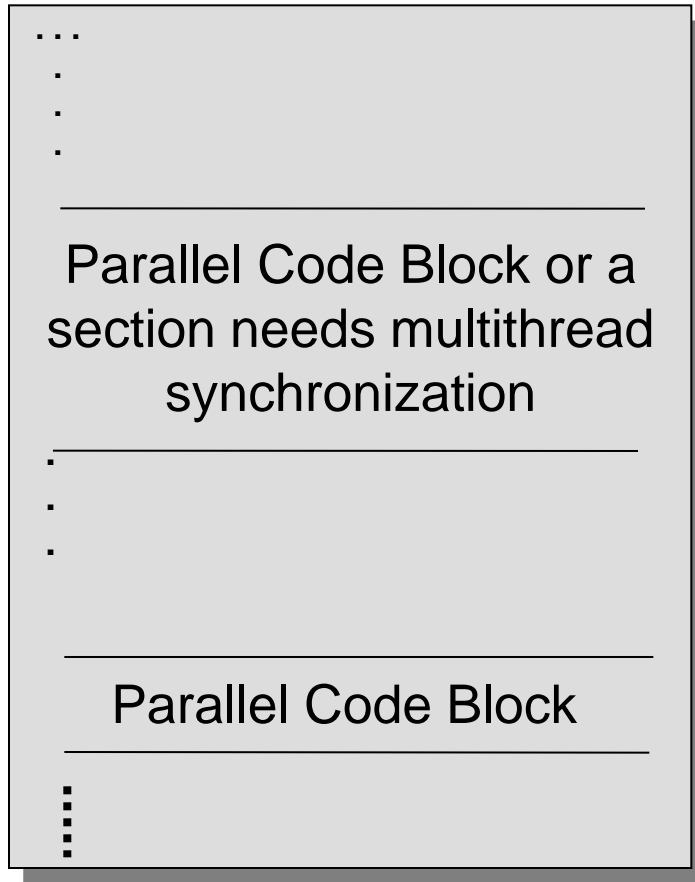 . . .
.
.
.
Parallel Code Block or a
section needs multithread
synchronization
.
.
.
Parallel Code Block
.
.
.
.
.